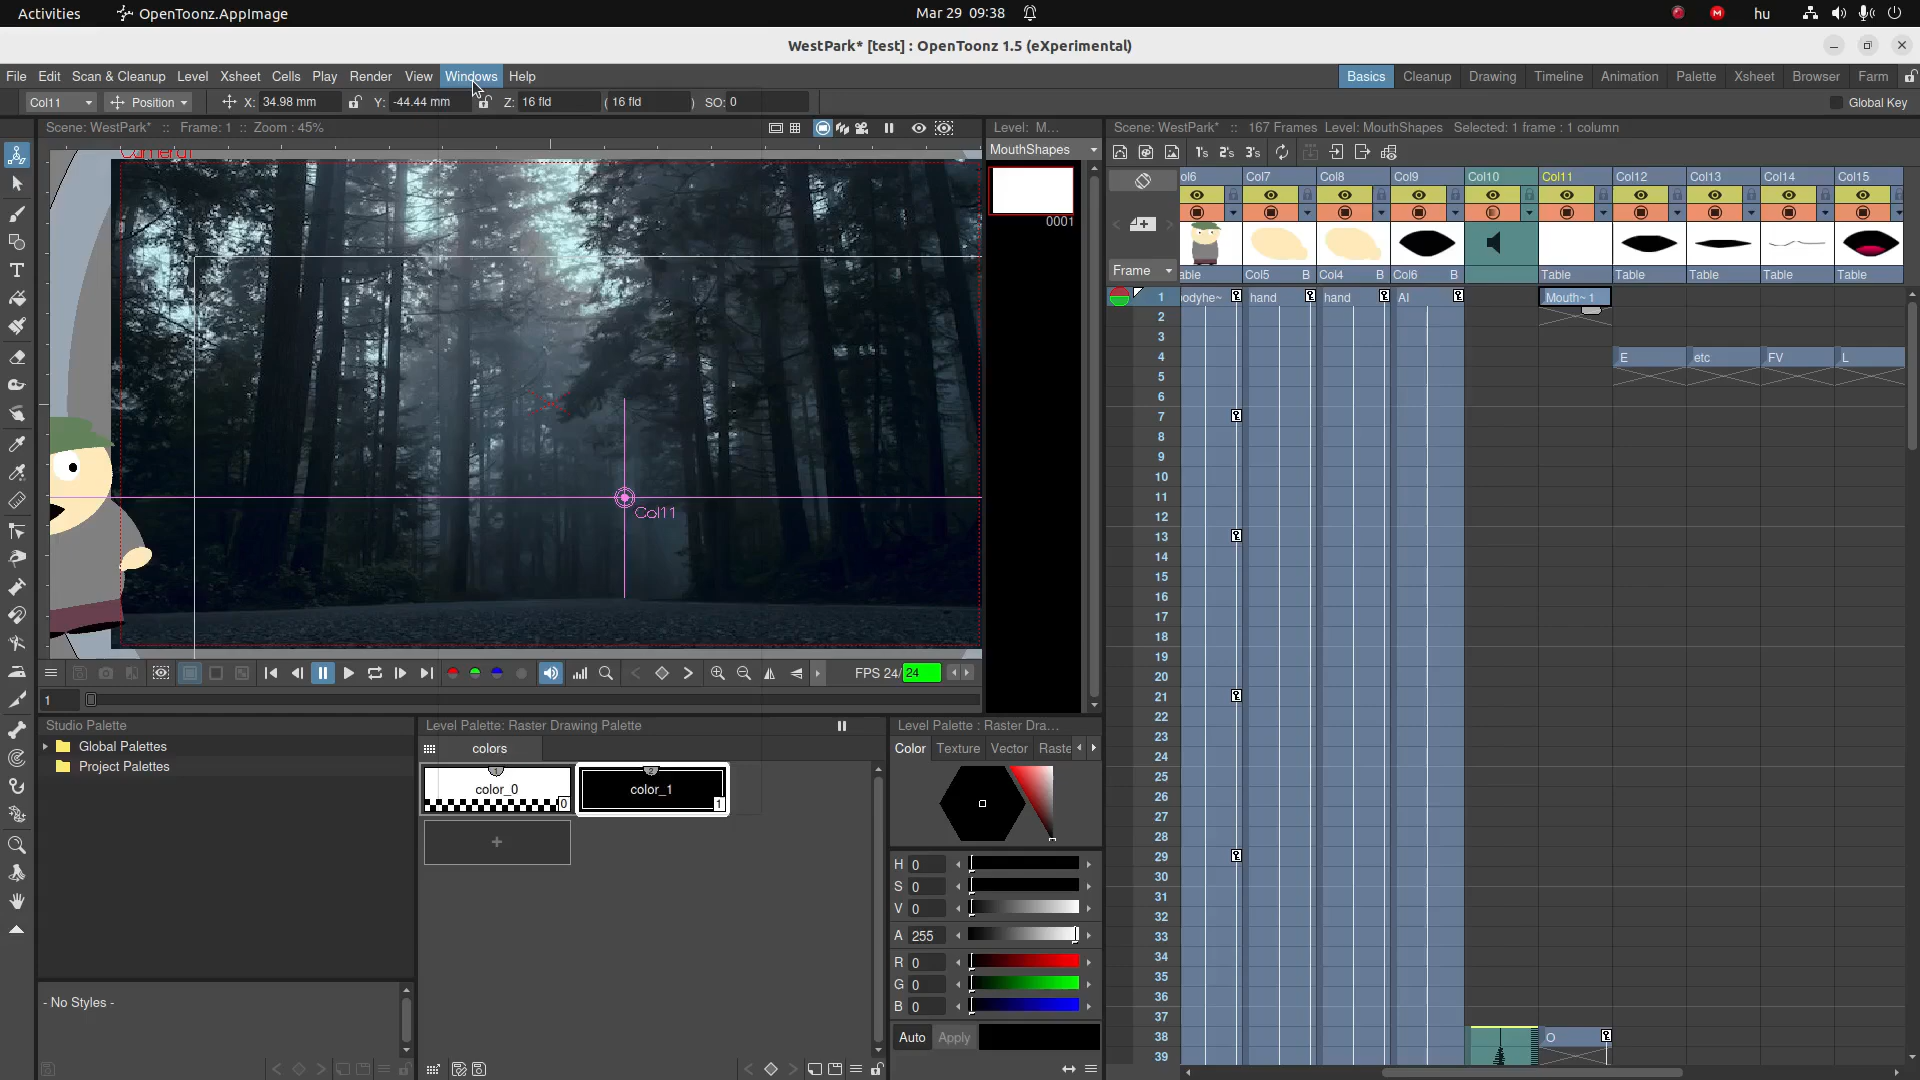 Activities OpenToonz.AppImage Mar 29 09:38 hu
WestPark* [test] : OpenToonz 1.5 (eXperimental)
File Edit Scan & Cleanup Level Xsheet Cells Play Render View Windows Help Basics Cleanup Drawing Timeline Animation Palette Xsheet Browser Farm
Col11 Position X: 34.98 mm Y: -44.44 mm Z: 16 fld ( 16 fld ) SO: 0 Global Key
Scene: WestPark* :: Frame: 1 :: Zoom : 45% Level: M... Scene: WestPark* :: 167 Frames Level: MouthShapes Selected: 1 frame : 1 column
MouthShapes 1's 2's 3's
Camera1
ol6 Col7 Col8 Col9 Col10 Col11 Col12 Col13 Col14 Col15
0001
Frame able Col5 B Col4 B Col6 B Table Table Table Table Table
1 odyhe~ hand hand AI Mouth~ 1
2
3
4 E etc FV L
5
6
7
8
9
10
11
12
13
14
15
16
17
18
19
20
21
22
23
24
25
26
27
28
29
30
31
32
33
34
35
36
37
38 O
39
Col11
FPS 24/ 24
1
Studio Palette
Global Palettes
Project Palettes
- No Styles -
Level Palette: Raster Drawing Palette
colors
1 color_0 0
2 color_1 1
+
Level Palette : Raster Dra...
Color Texture Vector Raste
H 0
S 0
V 0
A 255
R 0
G 0
B 0
Auto Apply